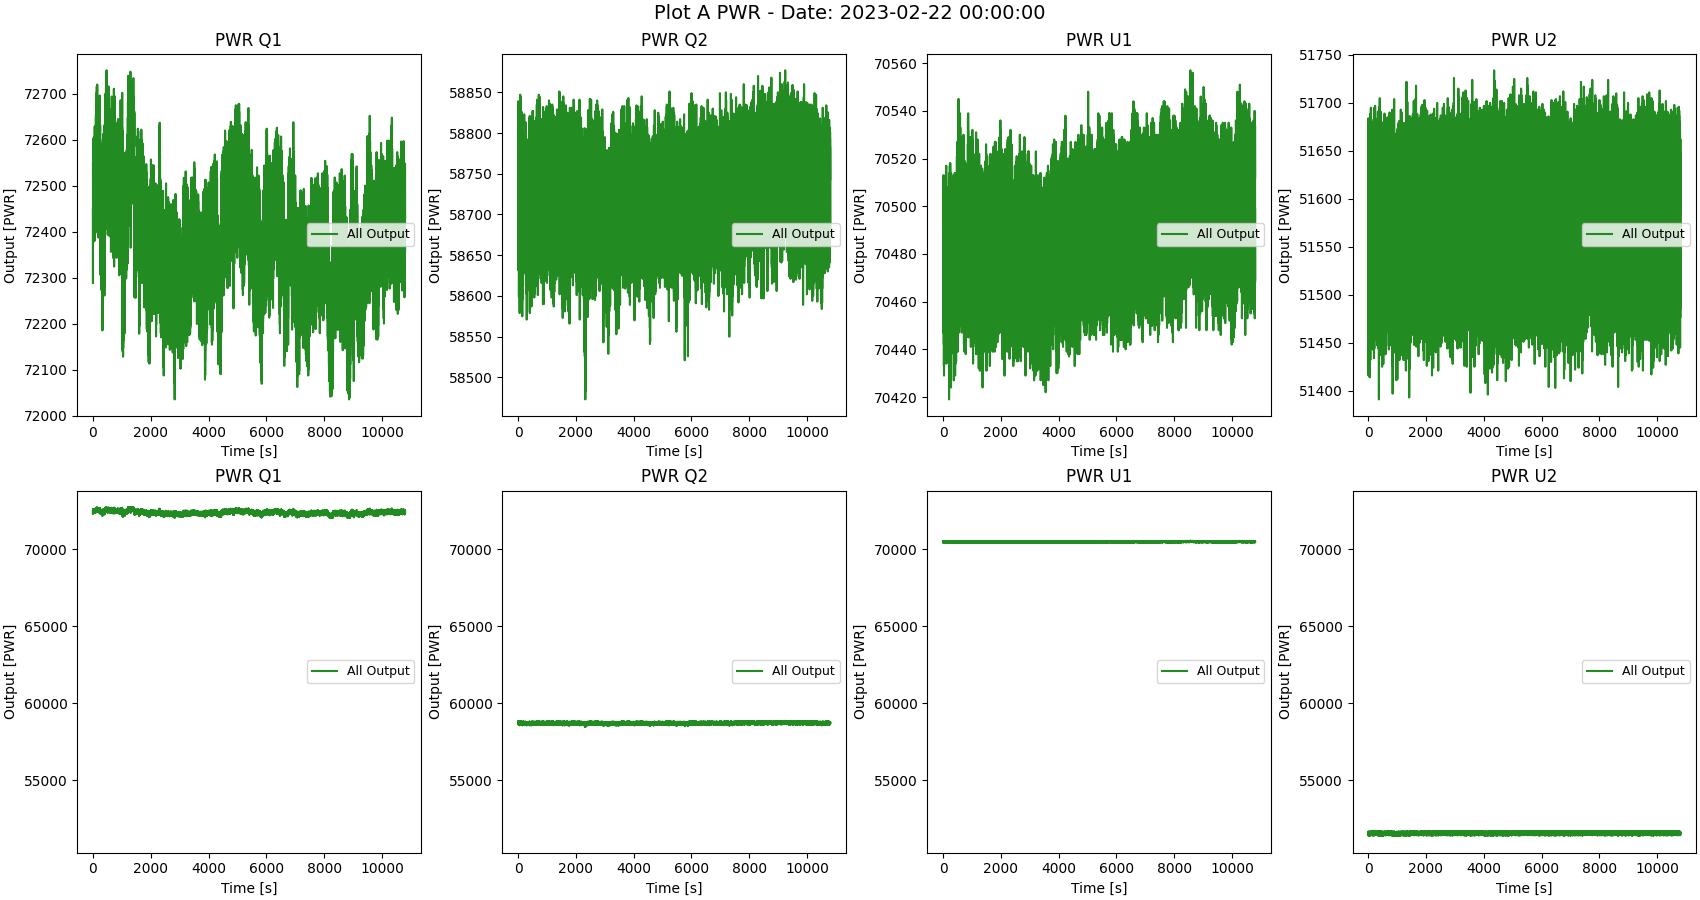 Plot A PWR - Date: 2023-02-22 00:00:00
PWR Q1
Output [PWR]
72700
72600
72500
72400
72300
72200
72100
72000
0 2000 4000 6000 8000 10000
Time [s]
All Output
PWR Q2
Output [PWR]
58850
58800
58750
58700
58650
58600
58550
58500
0 2000 4000 6000 8000 10000
Time [s]
All Output
PWR U1
Output [PWR]
70560
70540
70520
70500
70480
70460
70440
70420
0 2000 4000 6000 8000 10000
Time [s]
All Output
PWR U2
Output [PWR]
51750
51700
51650
51600
51550
51500
51450
51400
0 2000 4000 6000 8000 10000
Time [s]
All Output
PWR Q1
Output [PWR]
70000
65000
60000
55000
0 2000 4000 6000 8000 10000
Time [s]
All Output
PWR Q2
Output [PWR]
70000
65000
60000
55000
0 2000 4000 6000 8000 10000
Time [s]
All Output
PWR U1
Output [PWR]
70000
65000
60000
55000
0 2000 4000 6000 8000 10000
Time [s]
All Output
PWR U2
Output [PWR]
70000
65000
60000
55000
0 2000 4000 6000 8000 10000
Time [s]
All Output